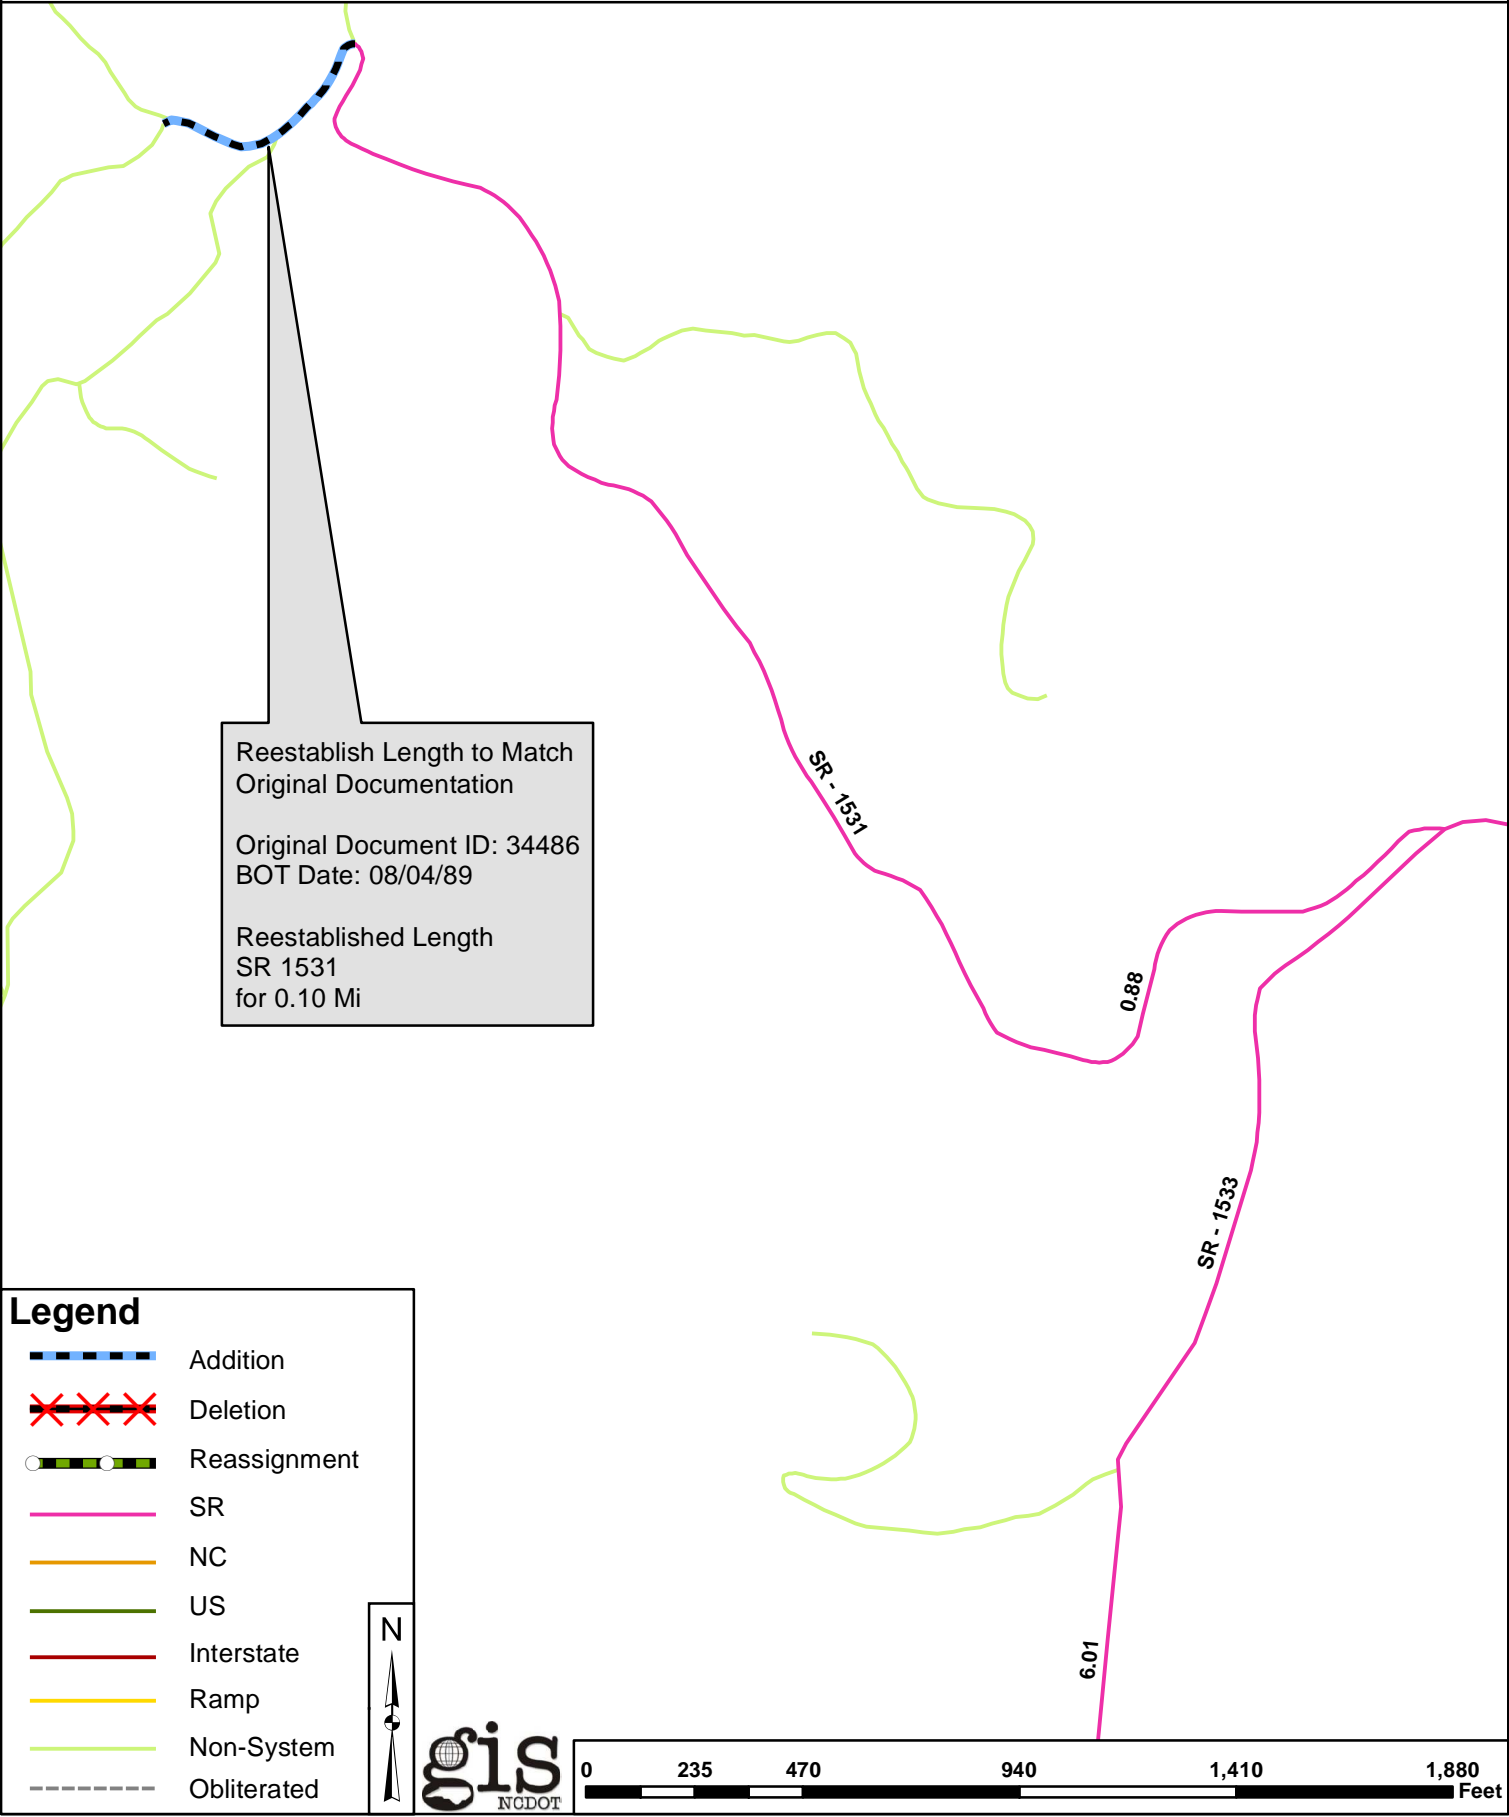 Reestablish Length to Match
Original Documentation
Original Document ID: 34486
BOT Date: 08/04/89
Reestablished Length
SR 1531
for 0.10 Mi
SR - 1531
0.88
SR - 1533
6.01
Legend
Addition
Deletion
Reassignment
SR
NC
US
Interstate
Ramp
Non-System
Obliterated
N
gis
NCDOT
0 235 470 940 1,410 1,880
Feet